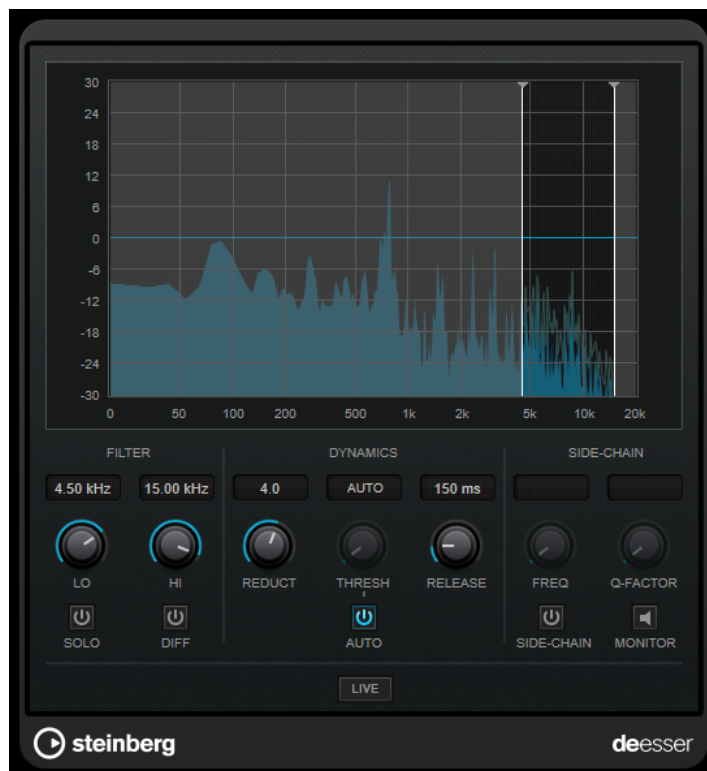 30
24
18
12
6
0
-6
-12
-18
-24
-30
0 50 100 200 500 1k 2k 5k 10k 20k
FILTER DYNAMICS SIDE-CHAIN
4.50 kHz 15.00 kHz 4.0 AUTO 150 ms
LO HI REDUCT THRESH RELEASE FREQ Q-FACTOR
SOLO DIFF AUTO SIDE-CHAIN MONITOR
LIVE
steinberg deesser